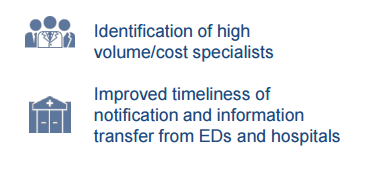 Identification of high
volume/cost specialists
Improved timeliness of
notification and information
transfer from EDs and hospitals